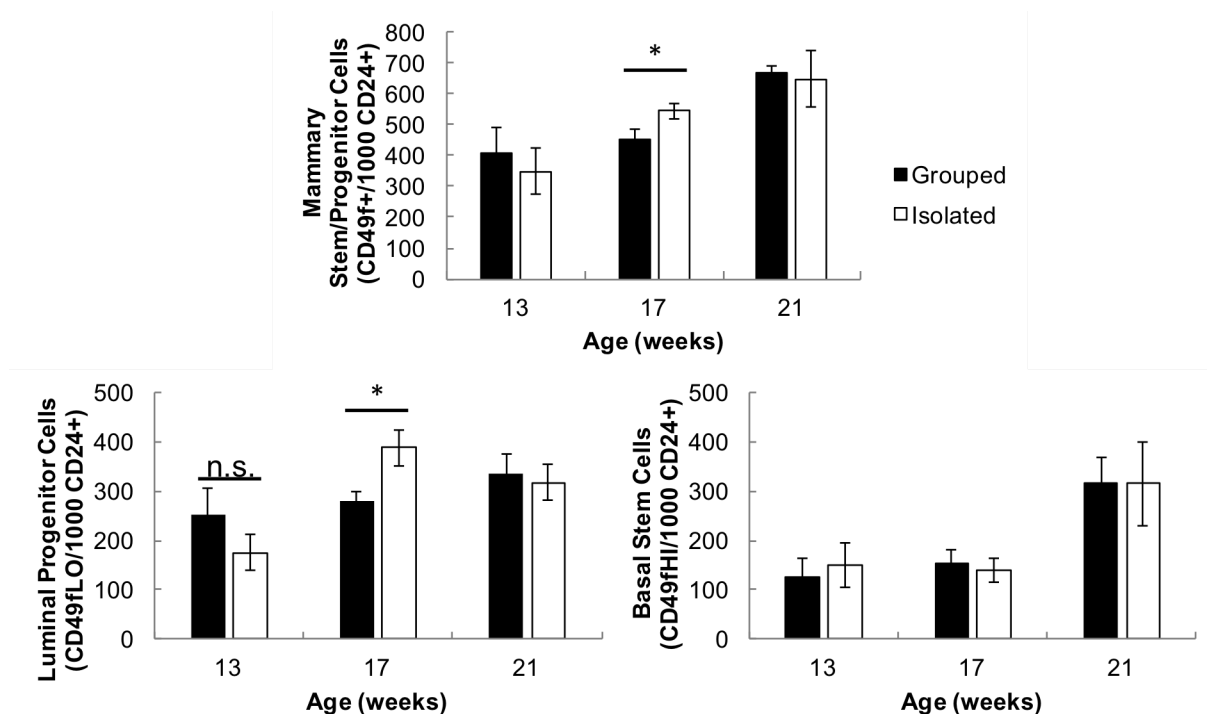 Mammary
Stem/Progenitor Cells
(CD49f+/1000 CD24+)
800
700
600
500
400
300
200
100
0
*
13
17
21
Age (weeks)
Grouped
Isolated
Luminal Progenitor Cells
(CD49fLO/1000 CD24+)
500
400
300
200
100
0
n.s.
*
13
17
21
Age (weeks)
Basal Stem Cells
(CD49fHI/1000 CD24+)
500
400
300
200
100
0
13
17
21
Age (weeks)